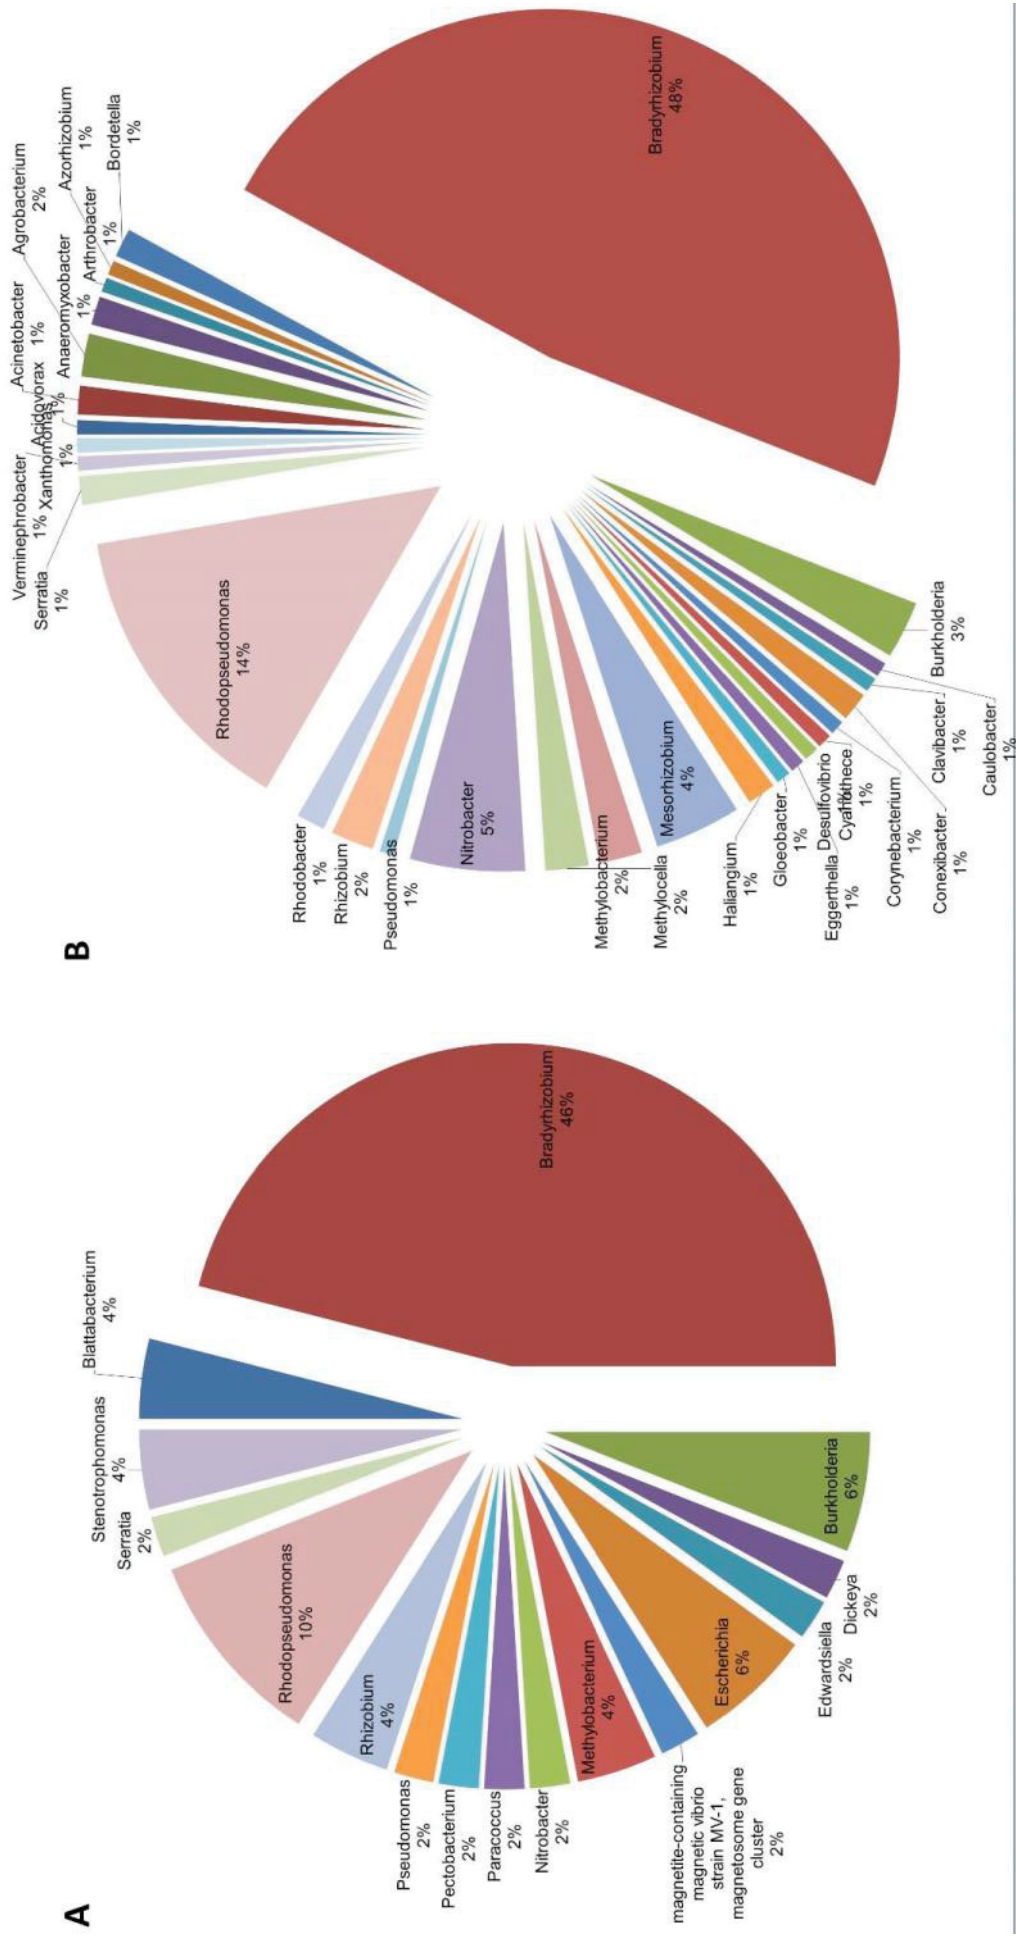 A
Blattabacterium
4%
Bradyrhizobium
46%
Burkholderia
6%
Dickeya
2%
Edwardsiella
2%
Escherichia
6%
magnetite-containing
magnetic vibrio
strain MV-1,
magnetosome gene
cluster
2%
Methylobacterium
4%
Nitrobacter
2%
Paracoccus
2%
Pectobacterium
2%
Pseudomonas
2%
Rhizobium
4%
Rhodopseudomonas
10%
Serratia
2%
Stenotrophomonas
4%
B
Acidovorax
1%
Acinetobacter
1%
Agrobacterium
2%
Anaeromyxobacter
1%
Arthrobacter
1%
Azorhizobium
1%
Bordetella
1%
Bradyrhizobium
48%
Burkholderia
3%
Caulobacter
1%
Clavibacter
1%
Conexibacter
1%
Corynebacterium
1%
Cyanothece
1%
Desulfovibrio
1%
Eggerthella
1%
Gloeobacter
1%
Haliangium
1%
Mesorhizobium
4%
Methylocella
2%
Methylobacterium
2%
Nitrobacter
5%
Pseudomonas
1%
Rhizobium
2%
Rhodobacter
1%
Rhodopseudomonas
14%
Serratia
1%
Verminephrobacter
1%
Xanthomonas
1%